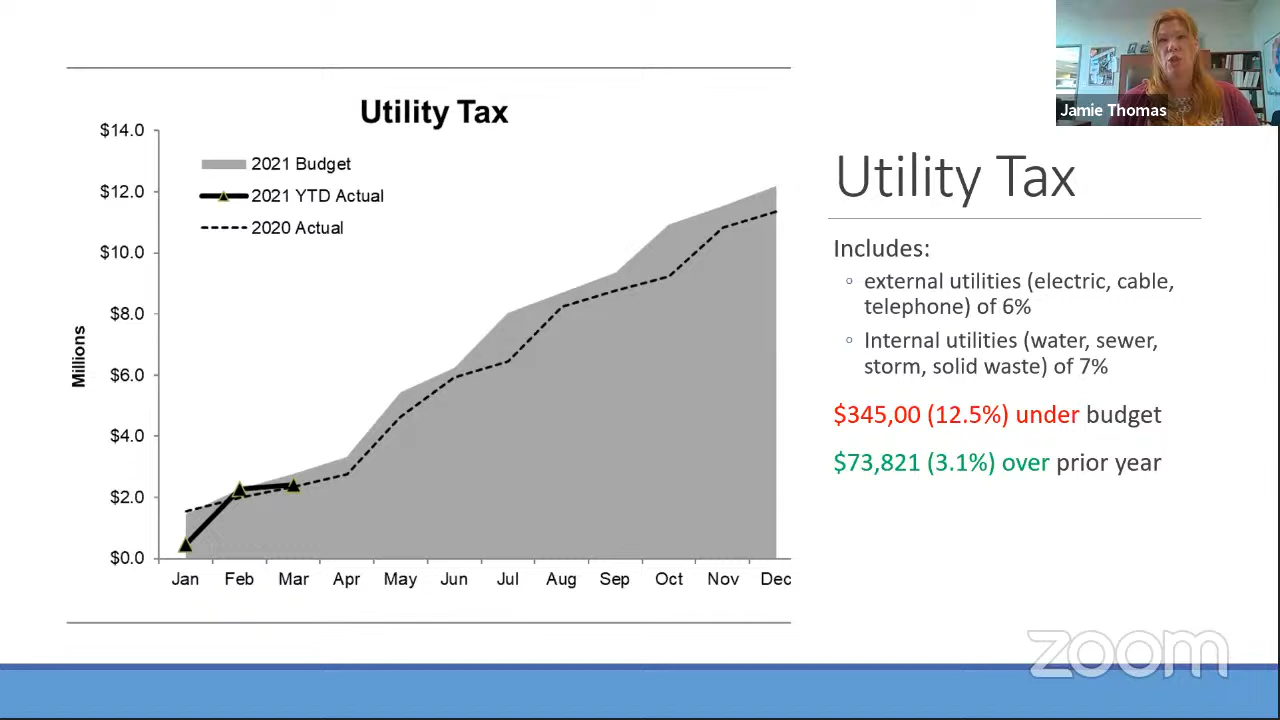 Jamie Thomas
Utility Tax
$14.0
$12.0
$10.0
$8.0
$6.0
$4.0
$2.0
$0.0
Millions
2021 Budget
2021 YTD Actual
2020 Actual
Jan Feb Mar Apr May Jun Jul Aug Sep Oct Nov Dec
Utility Tax
Includes:
external utilities (electric, cable,
telephone) of 6%
Internal utilities (water, sewer,
storm, solid waste) of 7%
$345,00 (12.5%) under budget
$73,821 (3.1%) over prior year
zoom